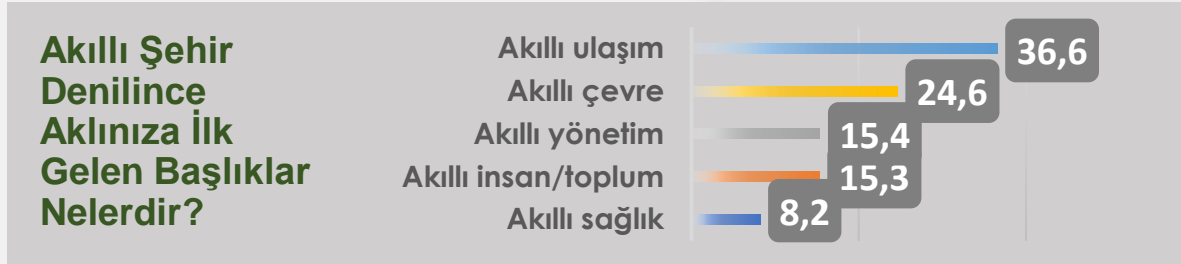 Akıllı Şehir
Denilince
Aklınıza İlk
Gelen Başlıklar
Nelerdir?
Akıllı ulaşım 36,6
Akıllı çevre 24,6
Akıllı yönetim 15,4
Akıllı insan/toplum 15,3
Akıllı sağlık 8,2